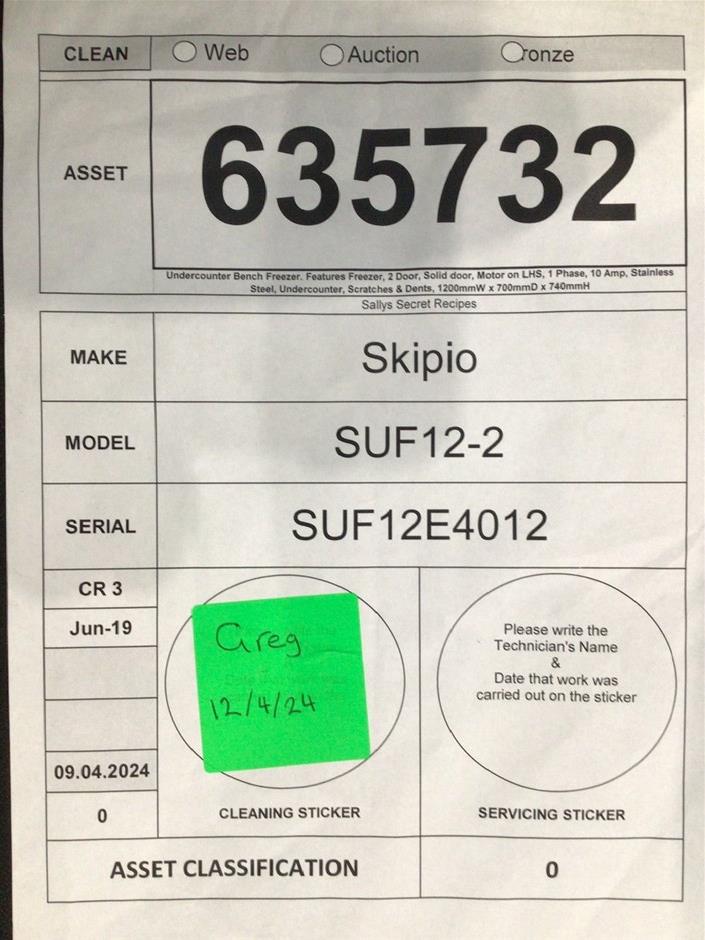 CLEAN Web Auction ronze
ASSET 635732
Undercounter Bench Freezer. Features Freezer, 2 Door, Solid door, Motor on LHS, 1 Phase, 10 Amp, Stainless
Steel, Undercounter, Scratches & Dents, 1200mmW x 700mmD x 740mmH
Sallys Secret Recipes
MAKE Skipio
MODEL SUF12-2
SERIAL SUF12E4012
CR 3
Jun-19
09.04.2024
0
Greg
12/4/24
CLEANING STICKER
Please write the
Technician's Name
&
Date that work was
carried out on the sticker
SERVICING STICKER
ASSET CLASSIFICATION 0